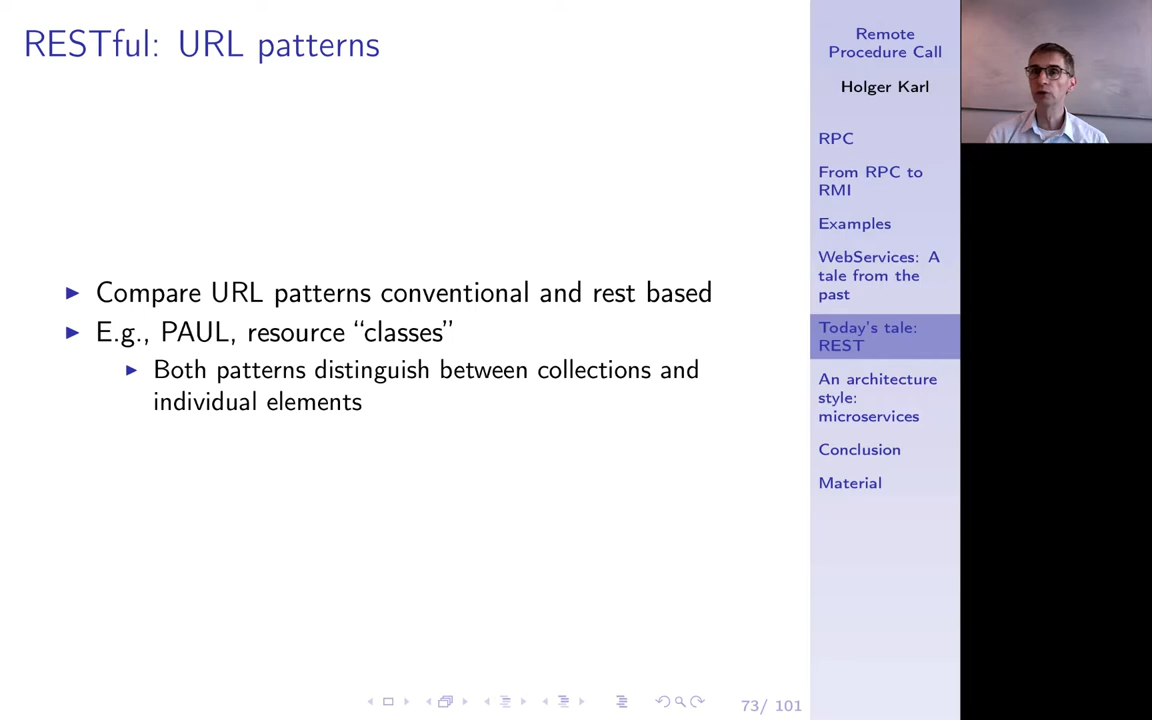 RESTful: URL patterns
Compare URL patterns conventional and rest based
E.g., PAUL, resource “classes”
Both patterns distinguish between collections and
individual elements
Remote
Procedure Call
Holger Karl
RPC
From RPC to
RMI
Examples
WebServices: A
tale from the
past
Today's tale:
REST
An architecture
style:
microservices
Conclusion
Material
73/ 101